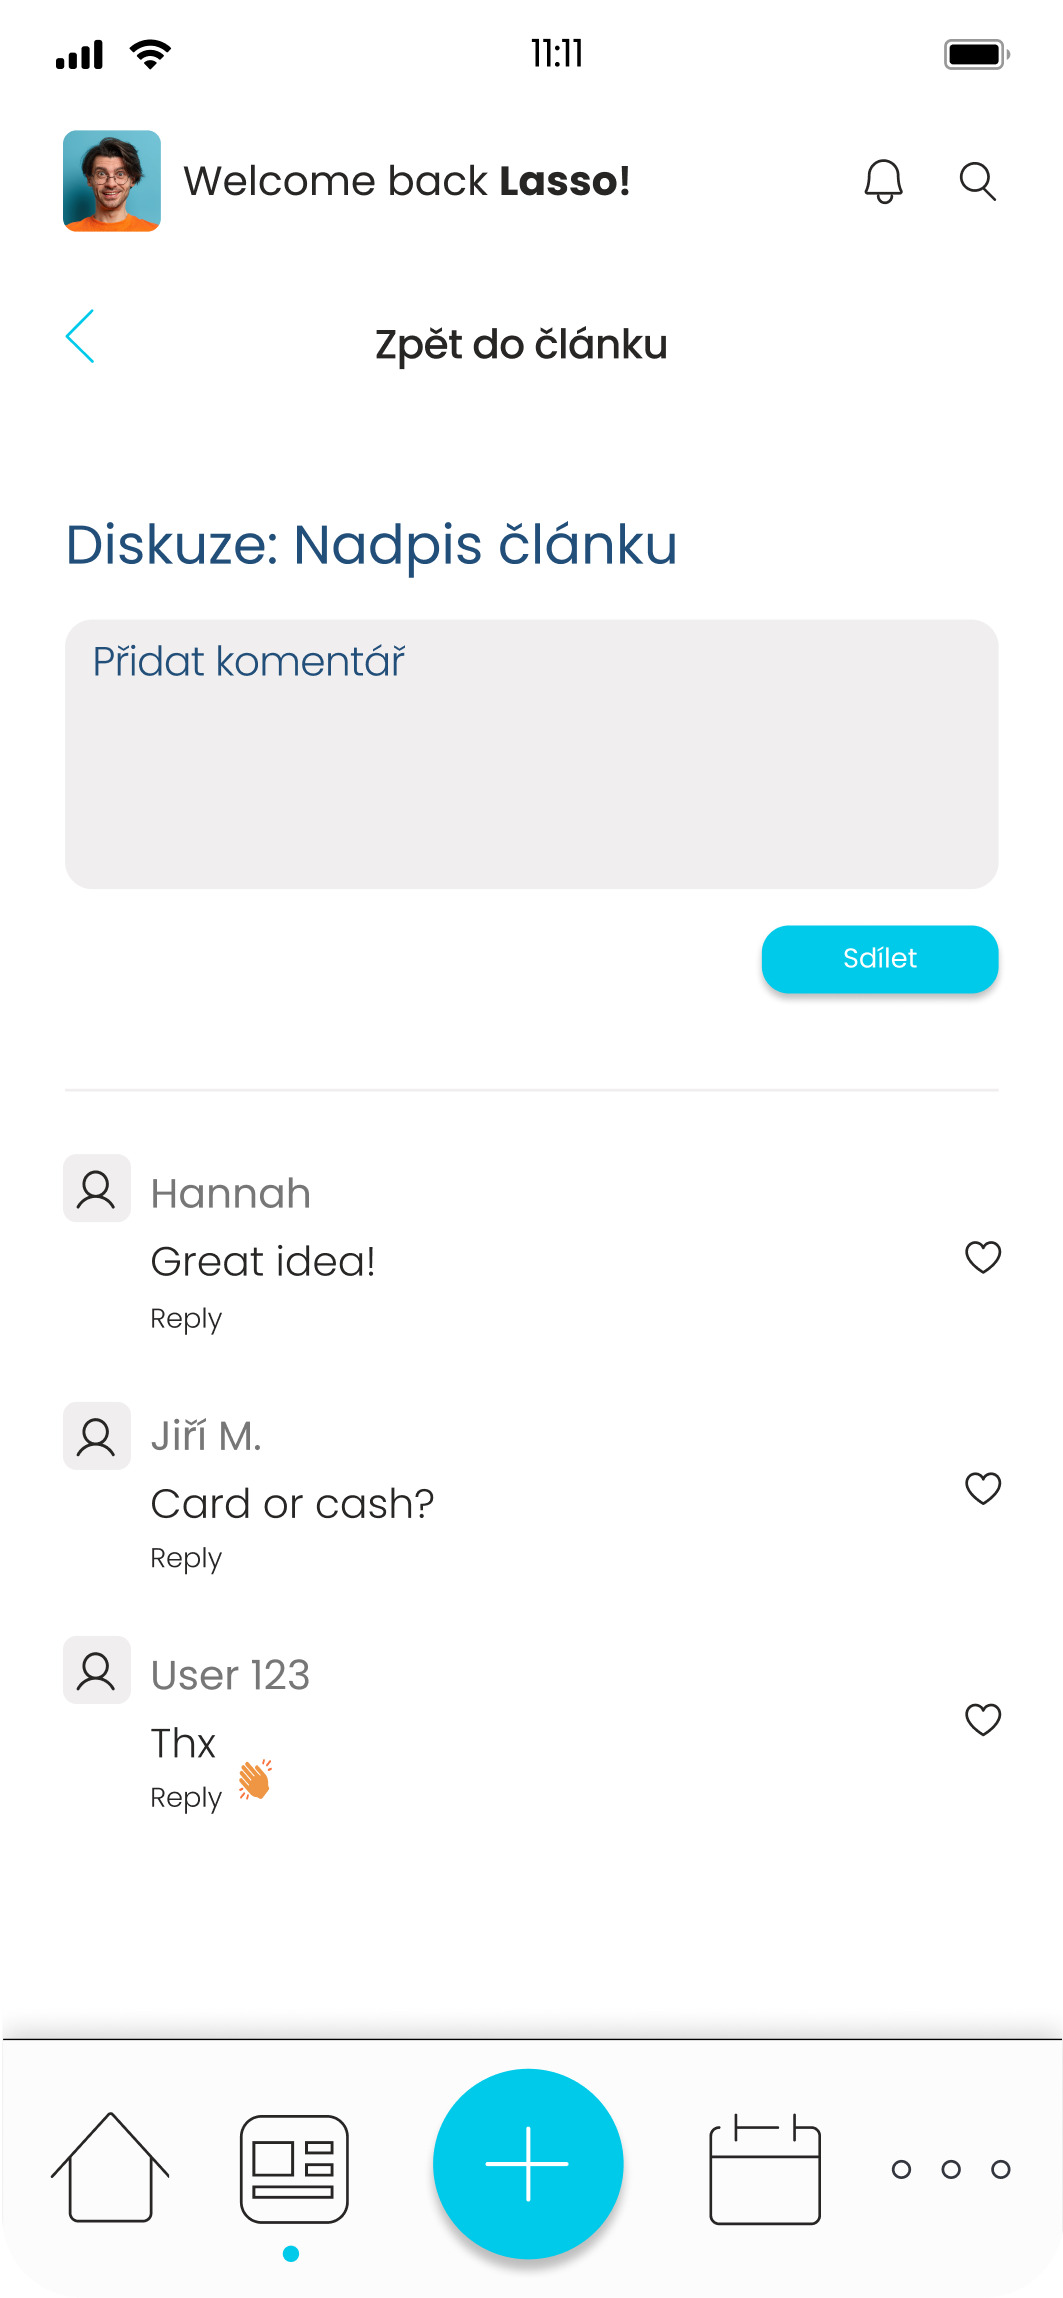 11:11
Welcome back Lasso!
Zpět do článku
Diskuze: Nadpis článku
Přidat komentář
Sdílet
Hannah
Great idea!
Reply
Jiří M.
Card or cash?
Reply
User 123
Thx
Reply